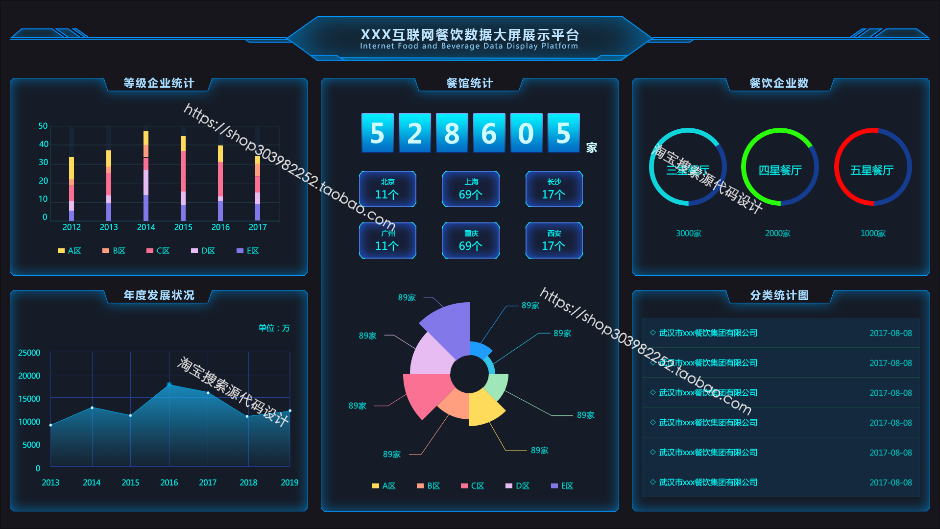 XXX互联网餐饮数据大屏展示平台
Internet Food and Beverage Data Display Platform
等级企业统计
50
40
30
20
10
0
2012 2013 2014 2015 2016 2017
A区 B区 C区 D区 E区
年度发展状况
单位：万
25000
20000
15000
10000
5000
0
2013 2014 2015 2016 2017 2018 2019
餐馆统计
528605 家
北京 上海 长沙
11个 69个 17个
广州 重庆 西安
11个 69个 17个
89家 89家
89家 89家
89家 89家
89家 89家
A区 B区 C区 D区 E区
餐饮企业数
三星餐厅 四星餐厅 五星餐厅
3000家 2000家 1000家
分类统计图
◇ 武汉市xxx餐饮集团有限公司 2017-08-08
◇ 武汉市xxx餐饮集团有限公司 2017-08-08
◇ 武汉市xxx餐饮集团有限公司 2017-08-08
◇ 武汉市xxx餐饮集团有限公司 2017-08-08
◇ 武汉市xxx餐饮集团有限公司 2017-08-08
◇ 武汉市xxx餐饮集团有限公司 2017-08-08
https://shop303982252.taobao.com
淘宝搜索源代码设计
https://shop303982252.taobao.com
淘宝搜索源代码设计